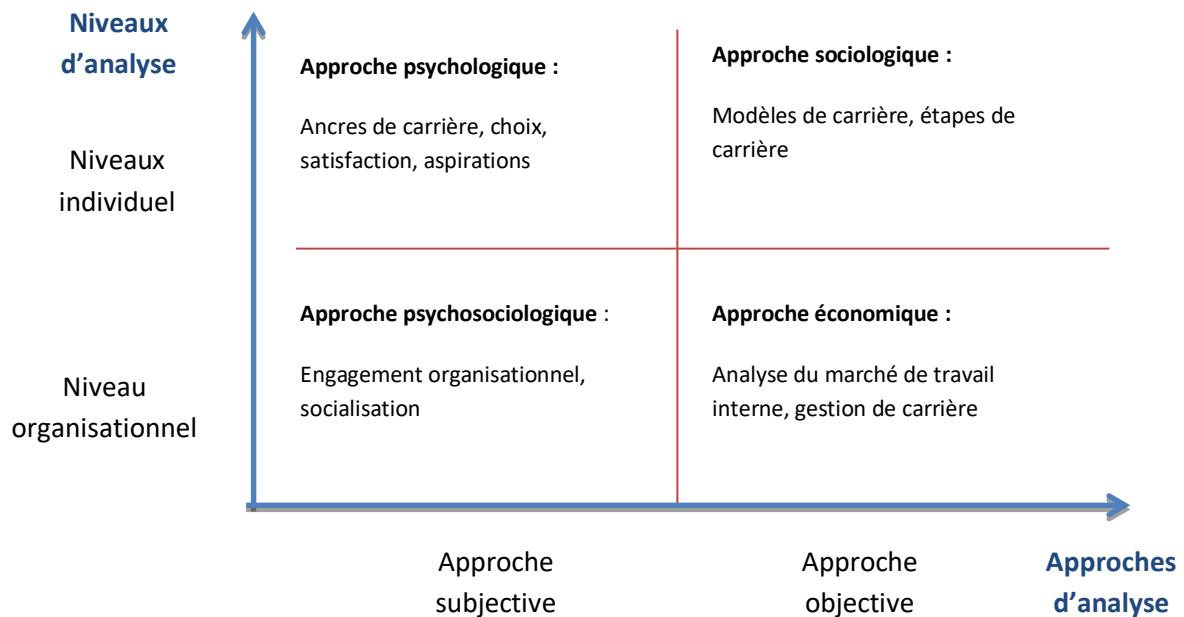 Niveaux
d’analyse
Niveaux
individuel
Niveau
organisationnel
Approche psychologique :
Ancres de carrière, choix,
satisfaction, aspirations
Approche sociologique :
Modèles de carrière, étapes de
carrière
Approche psychosociologique :
Engagement organisationnel,
socialisation
Approche économique :
Analyse du marché de travail
interne, gestion de carrière
Approche
subjective
Approche
objective
Approches
d’analyse